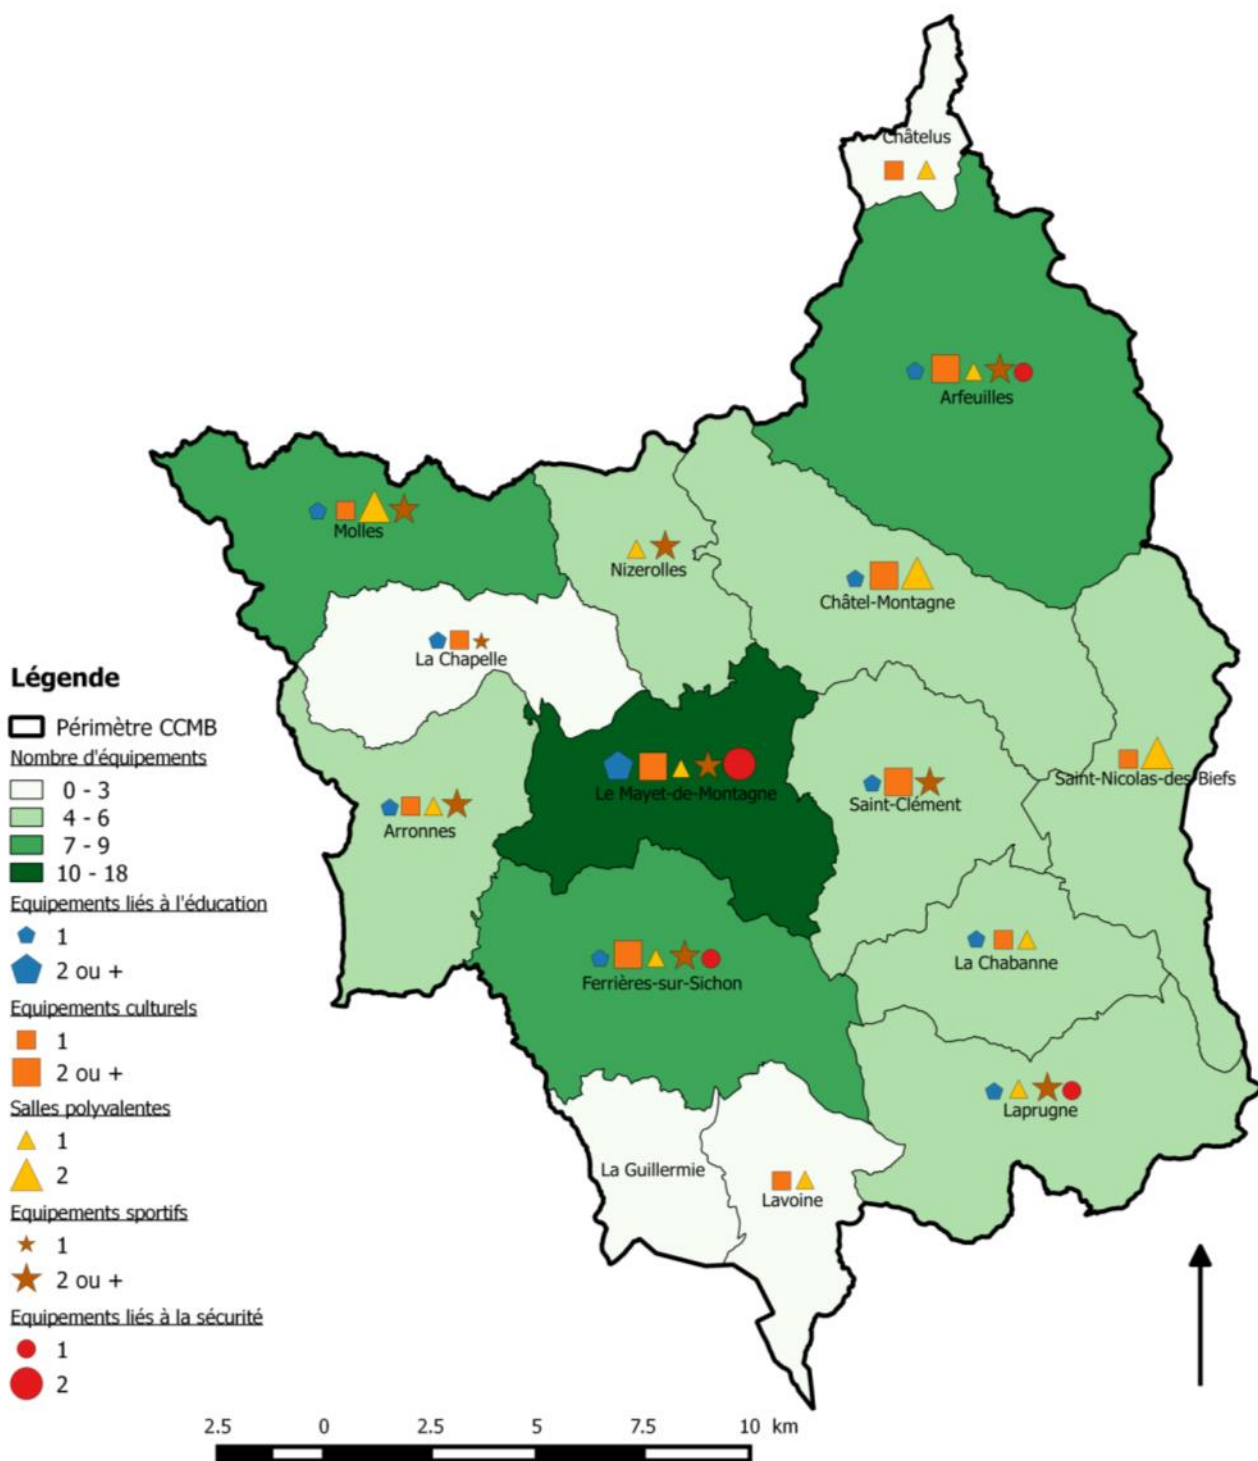 Châtelus
Arfeuilles
Molles
Nizerolles
Châtel-Montagne
La Chapelle
Saint-Nicolas-des-Biefs
Le Mayet-de-Montagne
Saint-Clément
Arronnes
La Chabanne
Ferrières-sur-Sichon
Laprugne
La Guillermie
Lavoine
Légende
Périmètre CCMB
Nombre d'équipements
0 - 3
4 - 6
7 - 9
10 - 18
Equipements liés à l'éducation
1
2 ou +
Equipements culturels
1
2 ou +
Salles polyvalentes
1
2
Equipements sportifs
1
2 ou +
Equipements liés à la sécurité
1
2
2.5 0 2.5 5 7.5 10 km